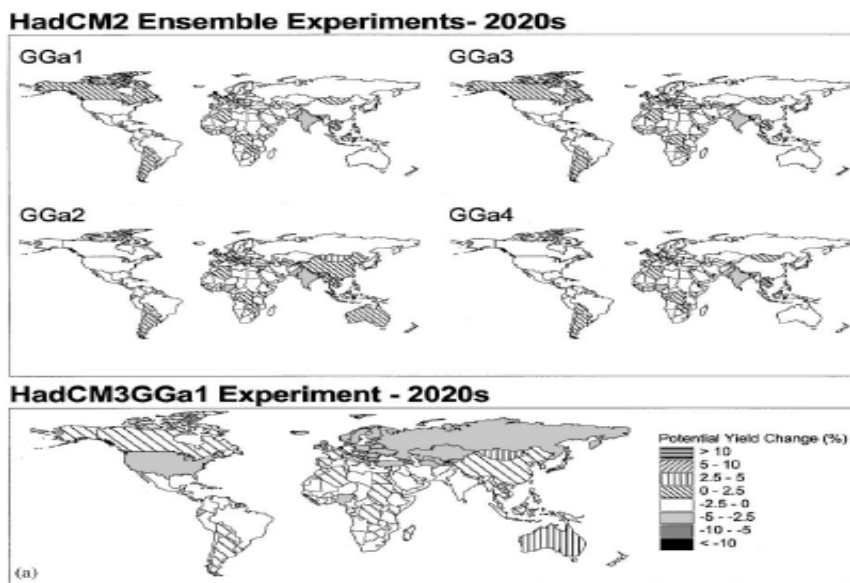 HadCM2 Ensemble Experiments- 2020s
GGa1
GGa3
GGa2
GGa4
HadCM3GGa1 Experiment - 2020s
Potential Yield Change (%)
> 10
5 - 10
2.5 - 5
0 - 2.5
-2.5 - 0
-5 - -2.5
-10 - -5
< -10
(a)